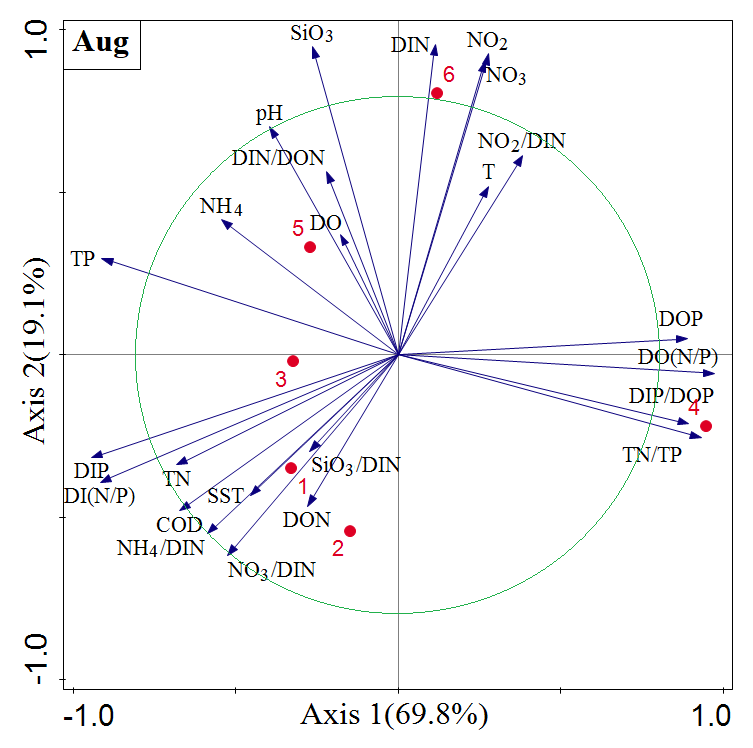 1.0
Aug
SiO3
DIN
NO2
NO3
6
pH
DIN/DON
NO2/DIN
T
NH4
5
DO
TP
DOP
DO(N/P)
3
DIP/DOP
4
TN/TP
DIP
DI(N/P)
TN
SiO3/DIN
1
SST
COD
DON
NH4/DIN
2
NO3/DIN
Axis 2(19.1%)
-1.0
-1.0
Axis 1(69.8%)
1.0